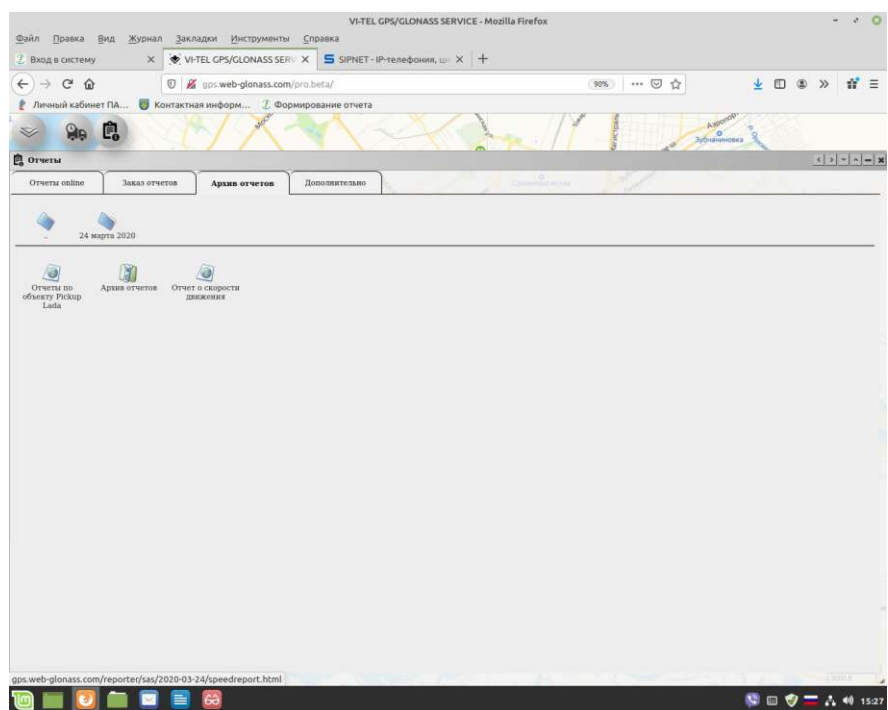 VI-TEL GPS/GLONASS SERVICE - Mozilla Firefox
Файл Правка Вид Журнал Закладки Инструменты Справка
Вход в систему VI-TEL GPS/GLONASS SERV SIPNET - IP-телефония, це
gps.web-glonass.com/pro.beta/ 90%
Личный кабинет ПА... Контактная информ... Формирование отчета
Аэропорт
Зубчаниновка
Отчеты
Отчеты online Заказ отчетов Архив отчетов Дополнительно
.. 24 марта 2020
Отчеты по Архив отчетов Отчет о скорости
объекту Pickup движения
Lada
gps.web-glonass.com/reporter/sas/2020-03-24/speedreport.html
15:27